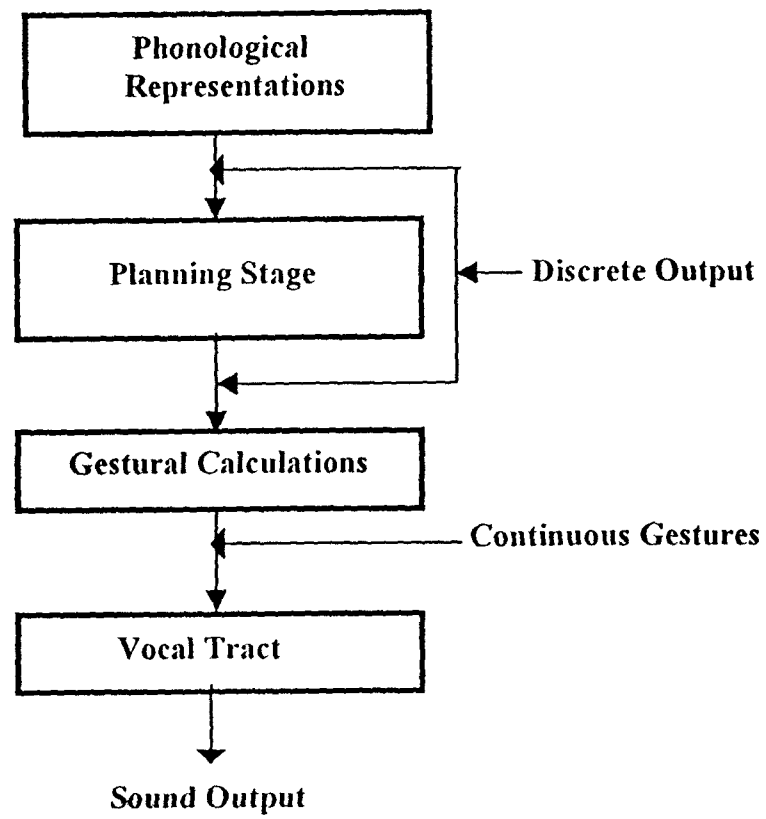 Phonological
Representations
Planning Stage
Discrete Output
Gestural Calculations
Continuous Gestures
Vocal Tract
Sound Output